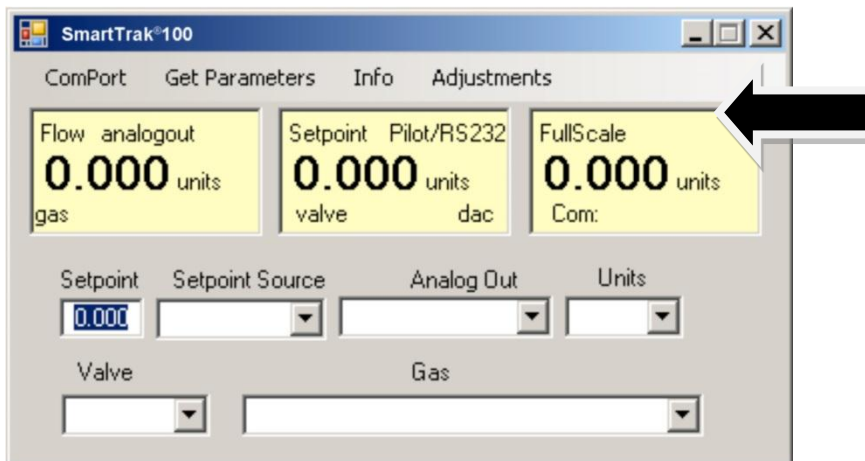 SmartTrak®100
ComPort Get Parameters Info Adjustments
Flow analogout
0.000 units
gas
Setpoint Pilot/RS232
0.000 units
valve dac
FullScale
0.000 units
Com:
Setpoint Setpoint Source Analog Out Units
0.000
Valve Gas